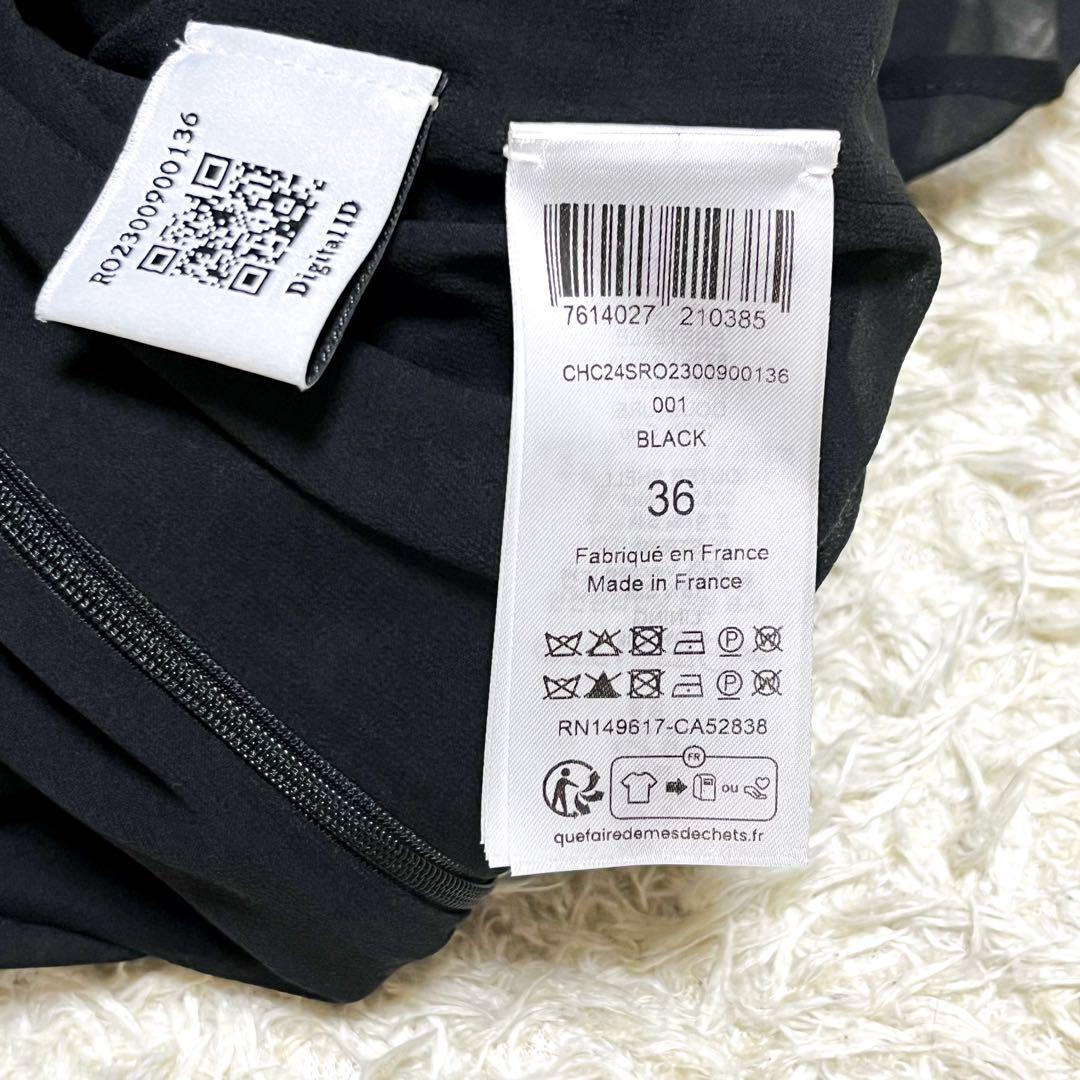 RO2300900136
Digital ID
7614027 210385
CHC24SRO2300900136
001
BLACK
36
Fabriqué en France
Made in France
P
W
P
W
RN149617-CA52838
FR
ou
quefairedemesdechets.fr